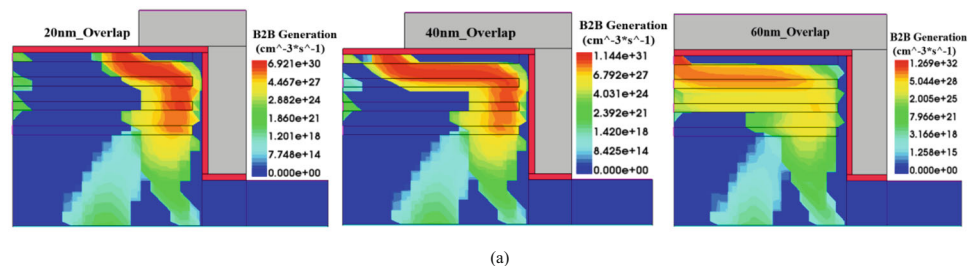 20nm_Overlap
B2B Generation
(cm^-3*s^-1)
6.921e+30
4.467e+27
2.882e+24
1.860e+21
1.201e+18
7.748e+14
0.000e+00
40nm_Overlap
B2B Generation
(cm^-3*s^-1)
1.144e+31
6.792e+27
4.031e+24
2.392e+21
1.420e+18
8.425e+14
0.000e+00
60nm_Overlap
B2B Generation
(cm^-3*s^-1)
1.269e+32
5.044e+28
2.005e+25
7.966e+21
3.166e+18
1.258e+15
0.000e+00
(a)